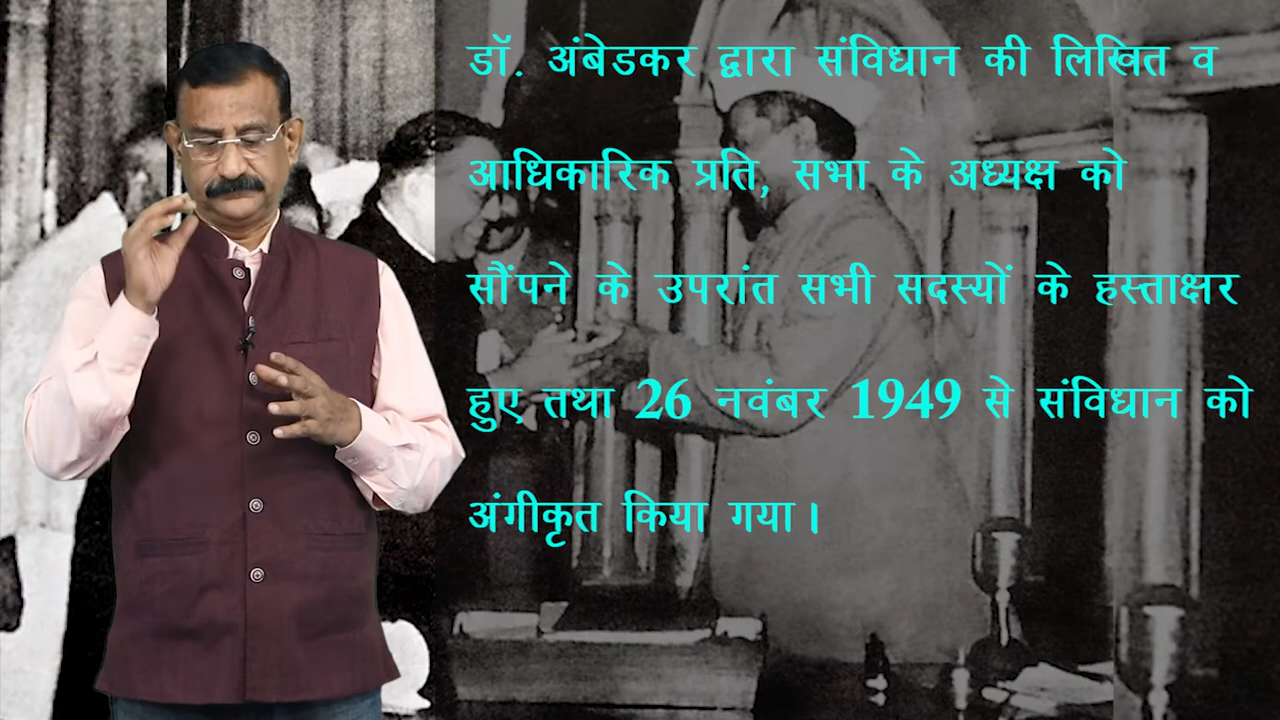 डॉ. अंबेडकर द्वारा संविधान की लिखित व
आधिकारिक प्रति, सभा के अध्यक्ष को
सौंपने के उपरांत सभी सदस्यों के हस्ताक्षर
हुए तथा 26 नवंबर 1949 से संविधान को
अंगीकृत किया गया।